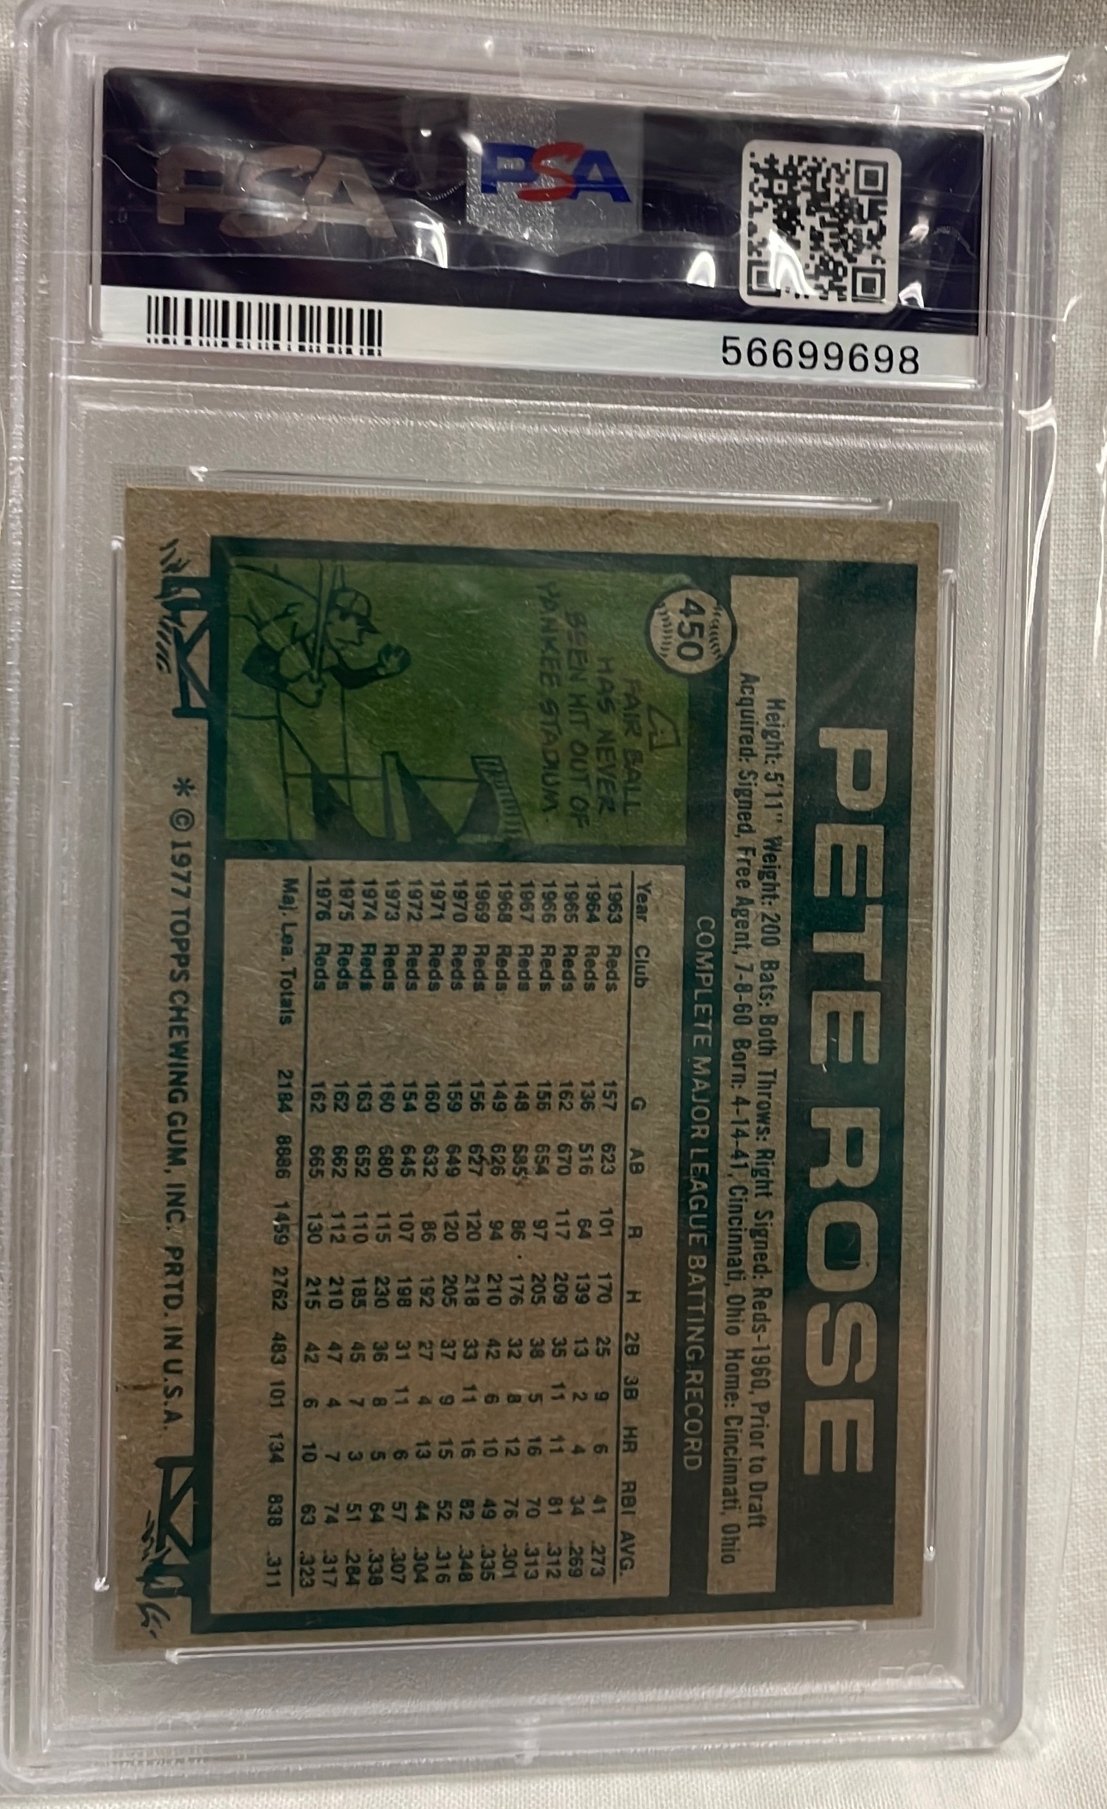 PSA
PSA
56699698
PETE ROSE
Height: 5'11" Weight: 200 Bats: Both Throws: Right Signed: Reds-1960, Prior to Draft
Acquired: Signed, Free Agent, 7-8-60 Born: 4-14-41, Cincinnati, Ohio Home: Cincinnati, Ohio
450
COMPLETE MAJOR LEAGUE BATTING RECORD
A
FAIR BALL
HAS NEVER
BEEN HIT OUT OF
YANKEE STADIUM.
Year Club G AB R H 2B 3B HR RBI AVG.
1963 Reds 157 623 101 170 25 9 6 41 .273
1964 Reds 136 516 64 139 13 2 4 34 .269
1965 Reds 162 670 117 209 35 11 11 81 .312
1966 Reds 156 654 97 205 38 5 16 70 .313
1967 Reds 148 585 86 176 32 8 12 76 .301
1968 Reds 149 626 94 210 42 6 10 49 .335
1969 Reds 156 627 120 218 33 11 16 82 .348
1970 Reds 159 649 120 205 37 9 15 52 .316
1971 Reds 160 632 86 192 27 4 13 44 .304
1972 Reds 154 645 107 198 31 11 6 57 .307
1973 Reds 160 680 115 230 36 8 5 64 .338
1974 Reds 163 652 110 185 45 7 3 51 .284
1975 Reds 162 662 112 210 47 4 7 74 .317
1976 Reds 162 665 130 215 42 6 10 63 .323
Maj. Lea. Totals 2184 8886 1459 2762 483 101 134 838 .311
* © 1977 TOPPS CHEWING GUM, INC. PRTD. IN U.S.A.
PSA